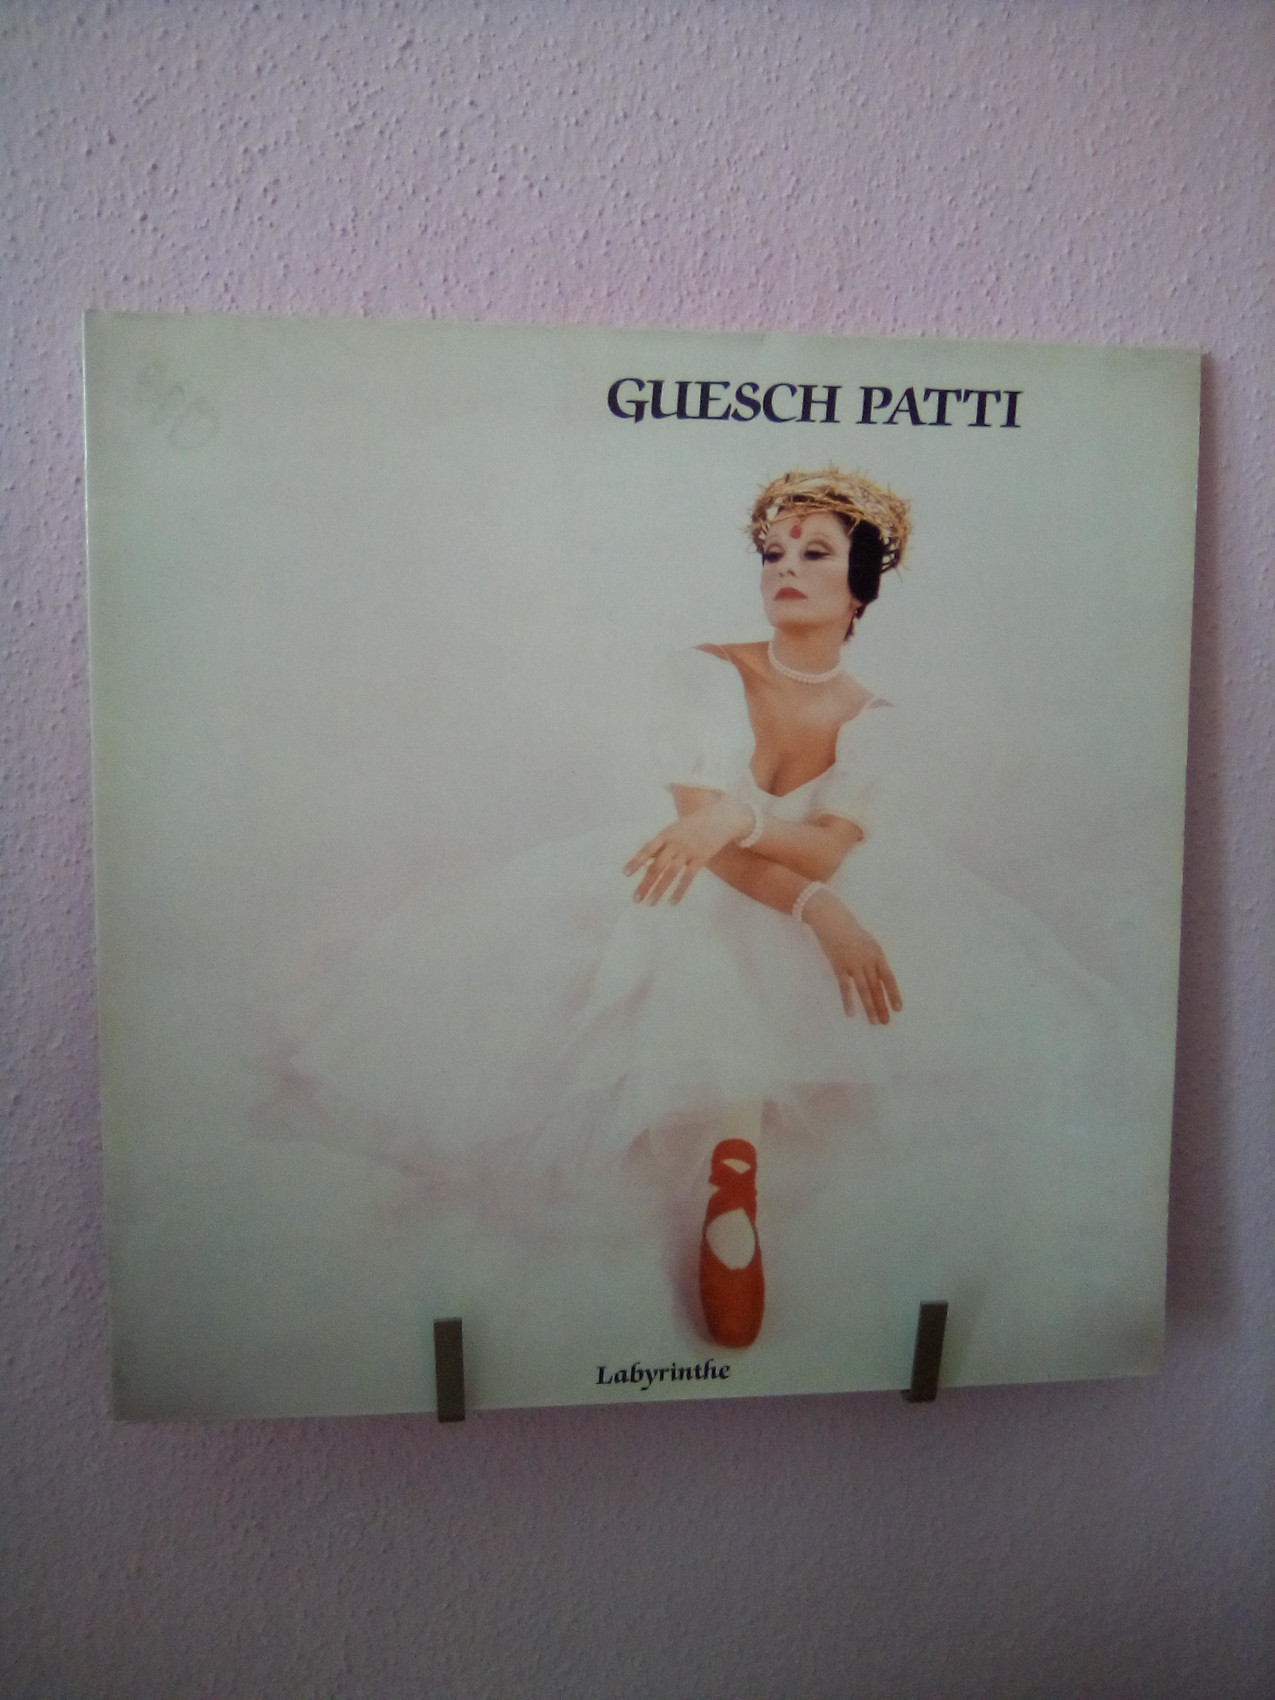 GUESCH PATTI
Labyrinthe